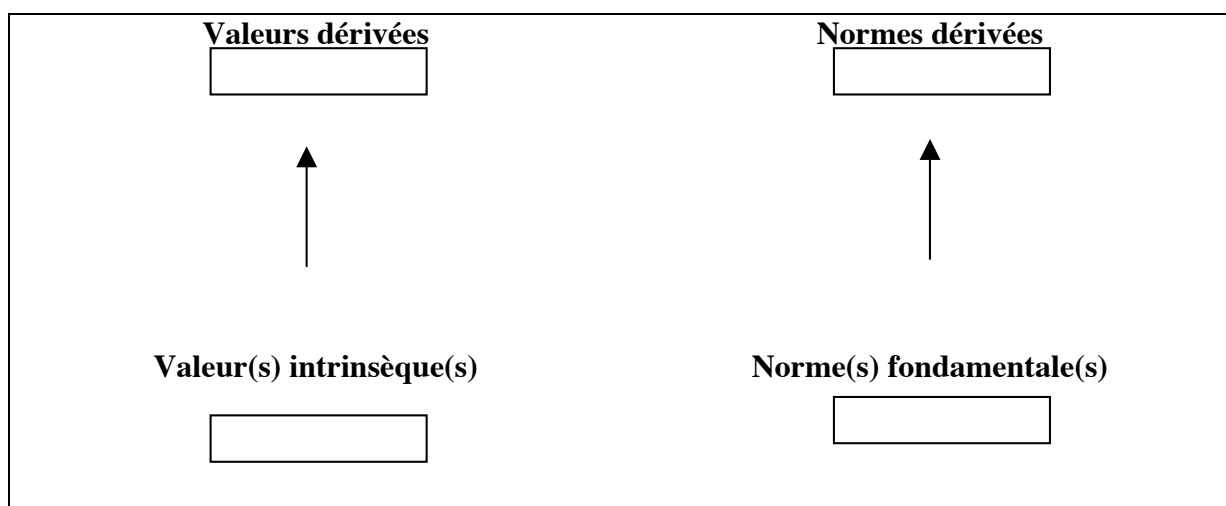 Valeurs dérivées
Normes dérivées
Valeur(s) intrinsèque(s)
Norme(s) fondamentale(s)